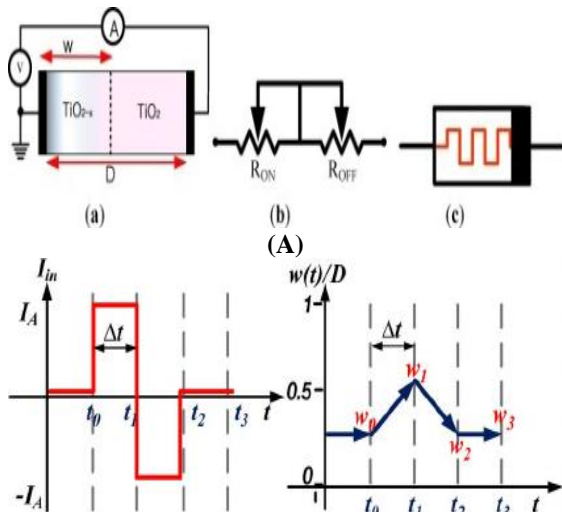 A
W
V
TiO2-x
TiO2
D
RON
ROFF
(a)
(b)
(c)
(A)
Iin
IA
Δt
t0
t1
t2
t3
t
-IA
w(t)/D
1
Δt
w1
0.5
w0
w2
w3
0
t0
t1
t2
t3
t